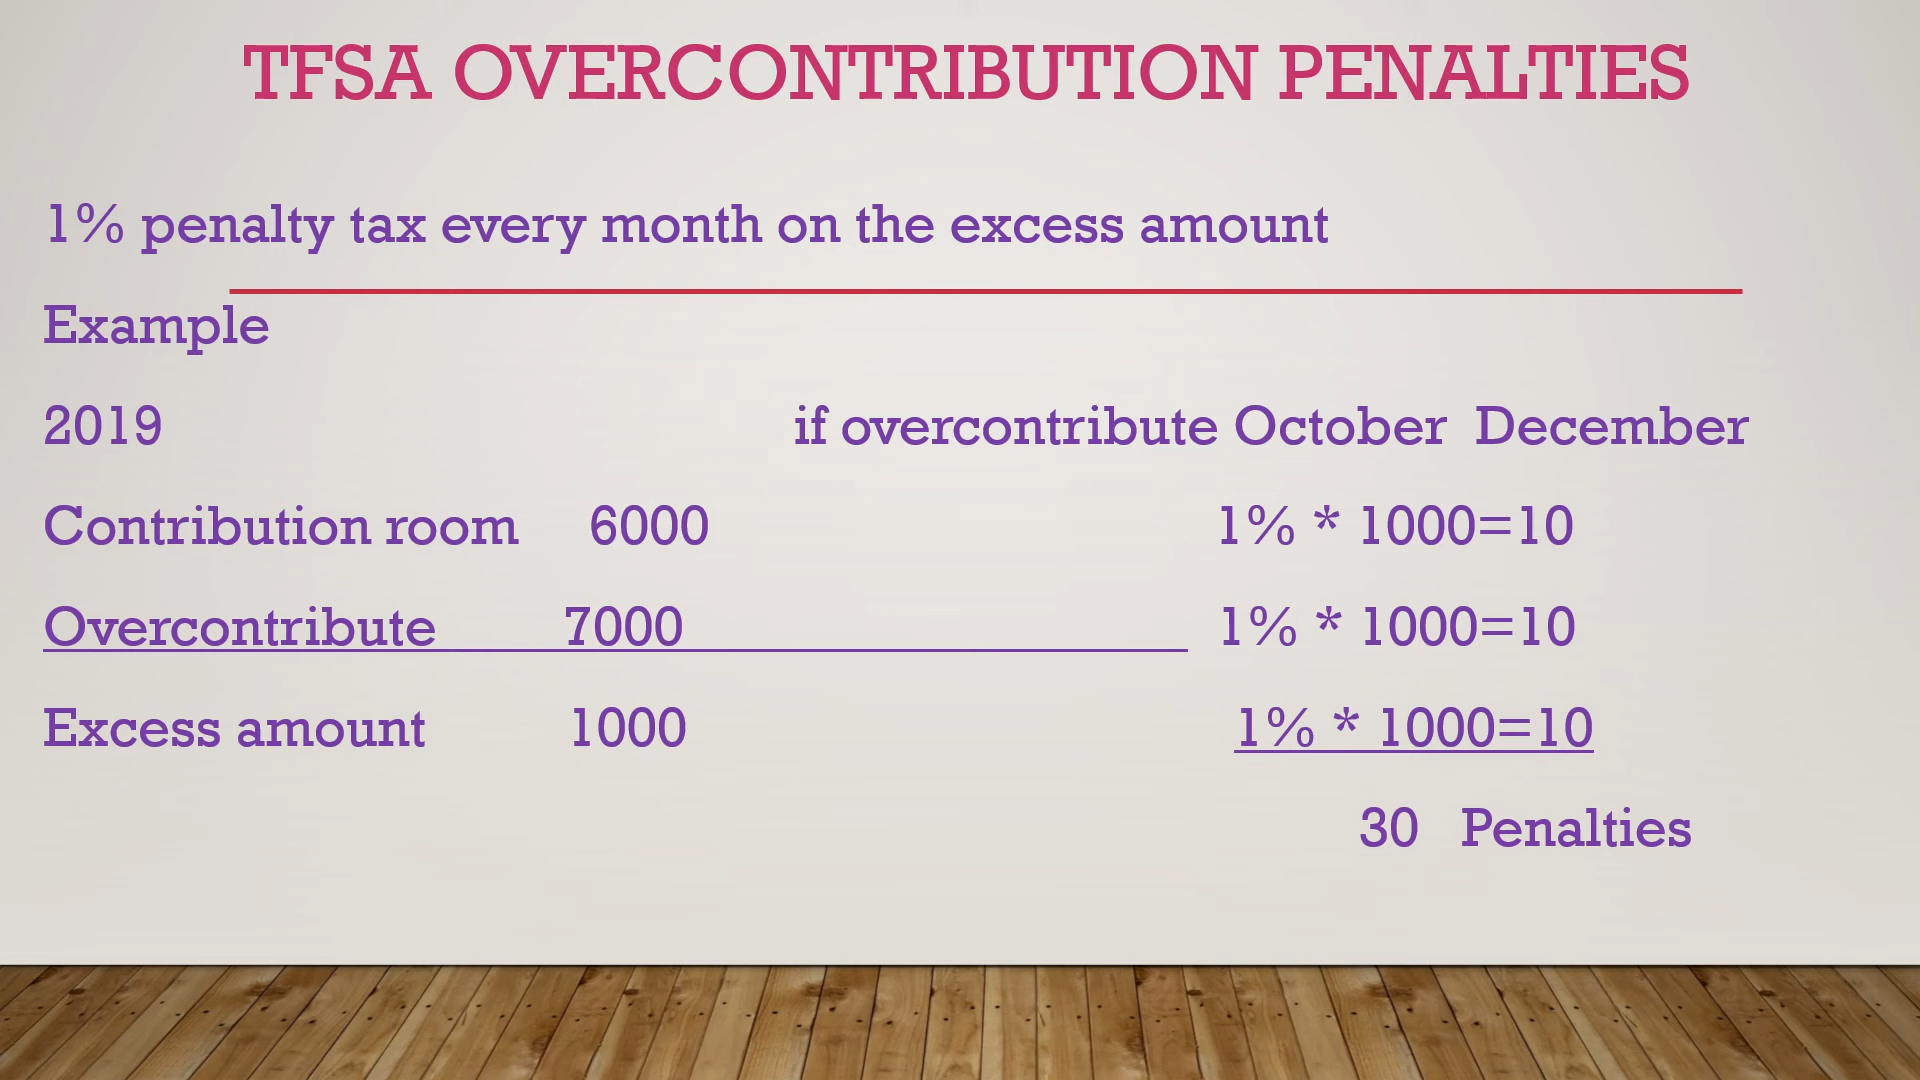 TFSA OVERCONTRIBUTION PENALTIES
1% penalty tax every month on the excess amount
Example
2019 if overcontribute October December
Contribution room 6000 1% * 1000=10
Overcontribute 7000 1% * 1000=10
Excess amount 1000 1% * 1000=10
30 Penalties